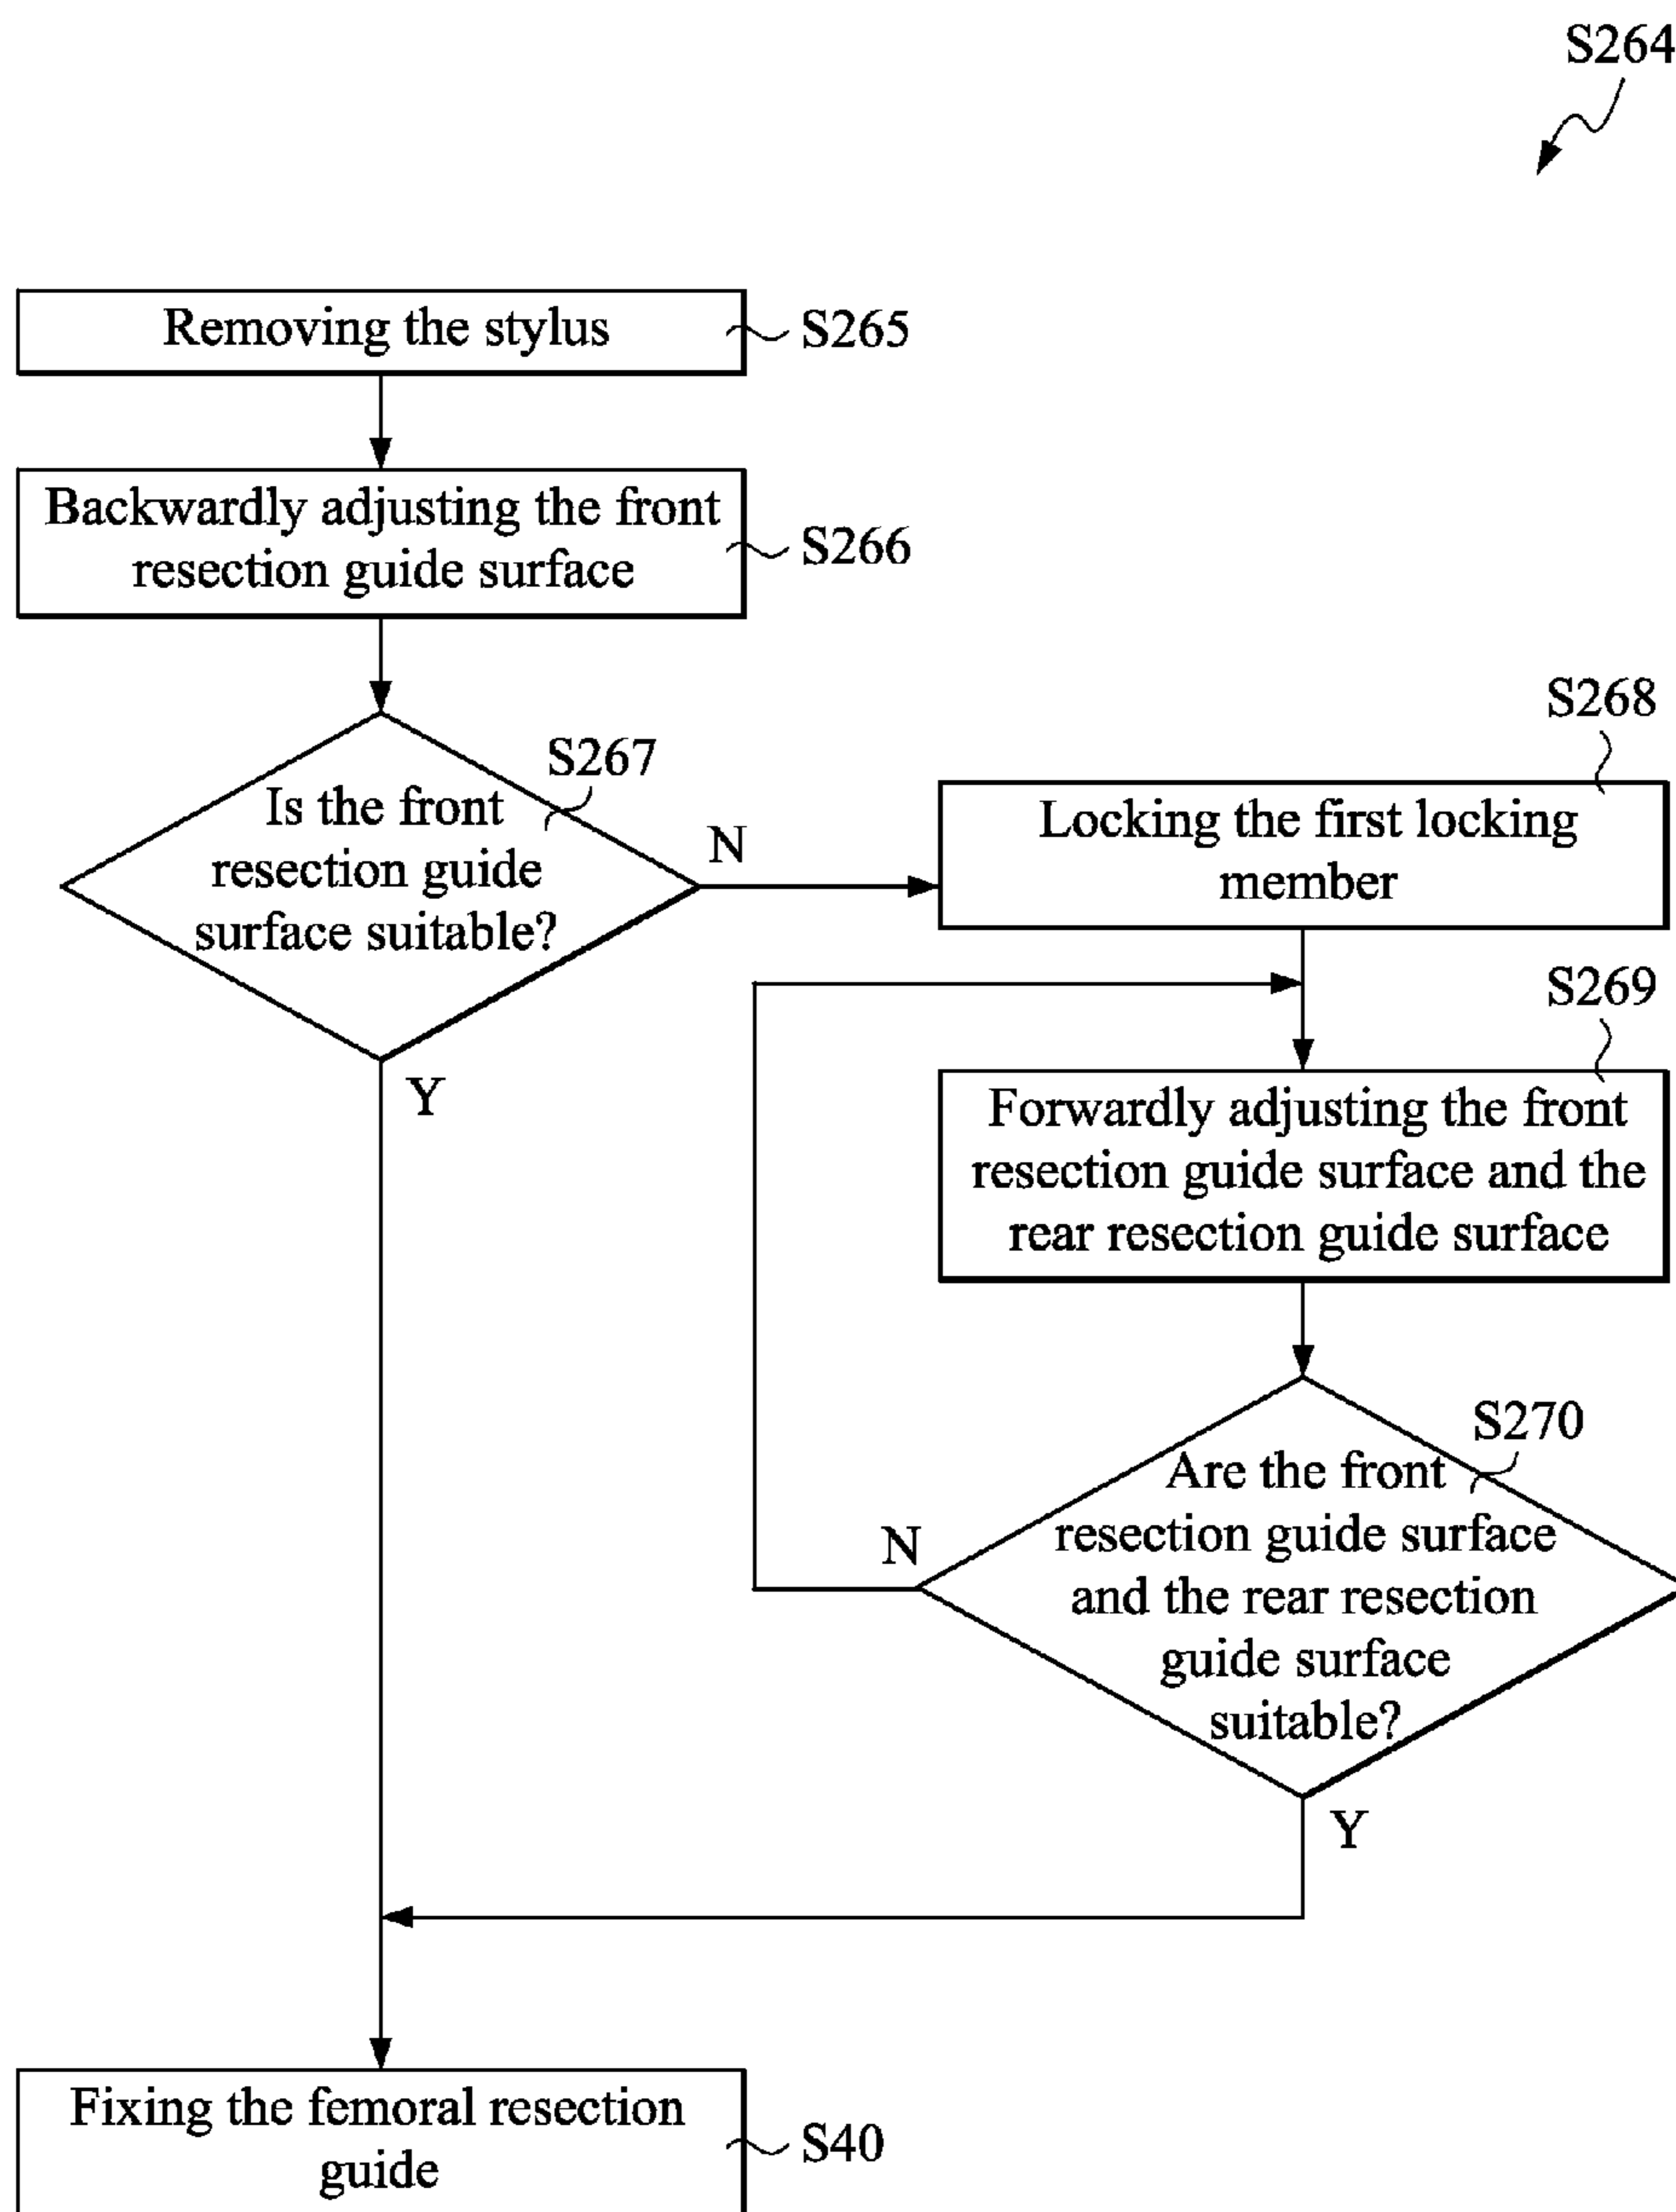 S264
Removing the stylus
S265
Backwardly adjusting the front
resection guide surface
S266
S267
Is the front
resection guide
surface suitable?
N
Y
S268
Locking the first locking
member
S269
Forwardly adjusting the front
resection guide surface and the
rear resection guide surface
S270
Are the front
resection guide surface
and the rear resection
guide surface
suitable?
N
Y
Fixing the femoral resection
guide
S40